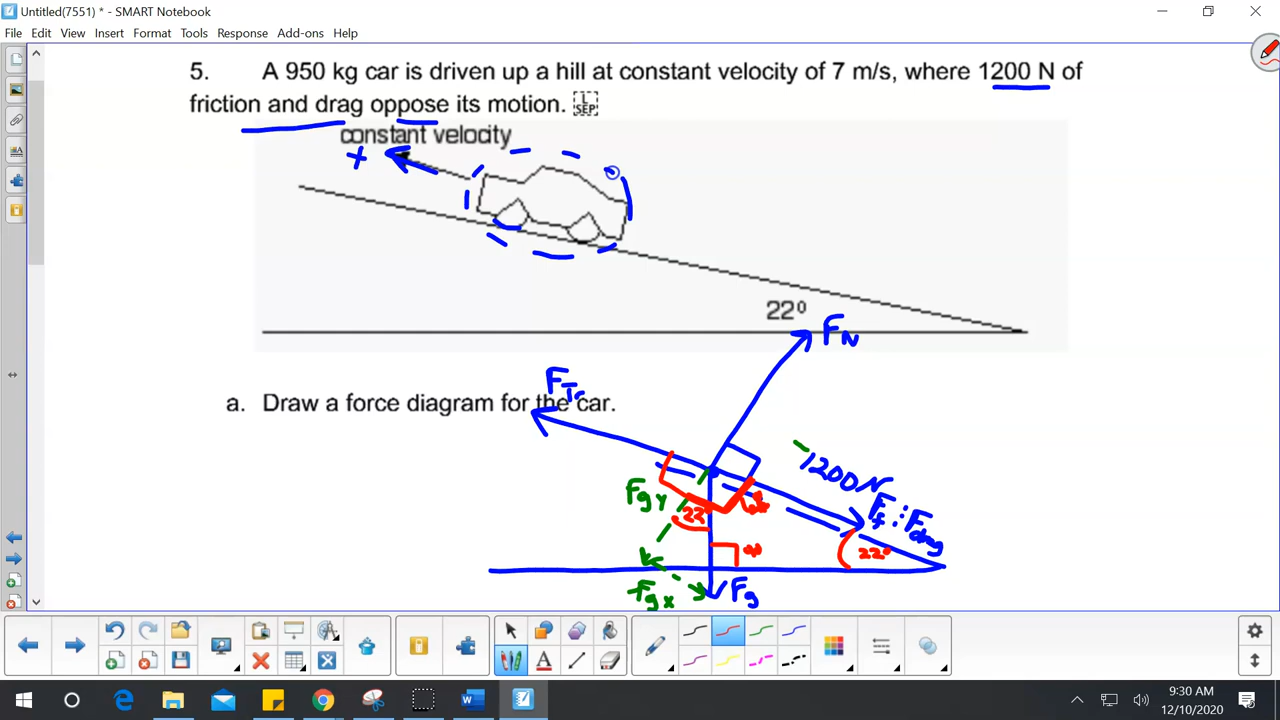 Untitled(7551) * - SMART Notebook
File Edit View Insert Format Tools Response Add-ons Help
5. A 950 kg car is driven up a hill at constant velocity of 7 m/s, where 1200 N of
friction and drag oppose its motion. L SEP
constant velocity
+
22⁰
FN
FTr
a. Draw a force diagram for the car.
1200N
Ff : Fdrag
Fgy
22
22°
Fgx
Fg
A
9:30 AM
12/10/2020